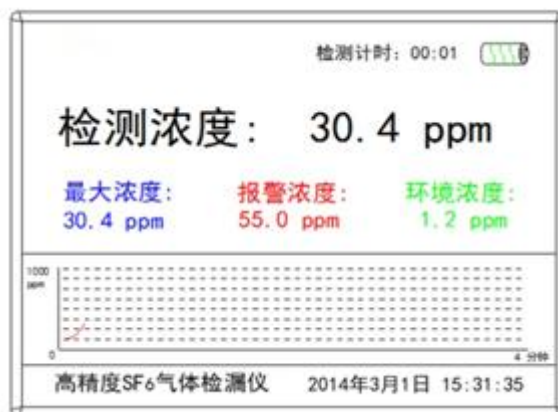 检测计时: 00:01
检测浓度: 30.4 ppm
最大浓度: 报警浓度: 环境浓度:
30.4 ppm 55.0 ppm 1.2 ppm
1000
ppm
0 4 分钟
高精度SF6气体检漏仪 2014年3月1日 15:31:35